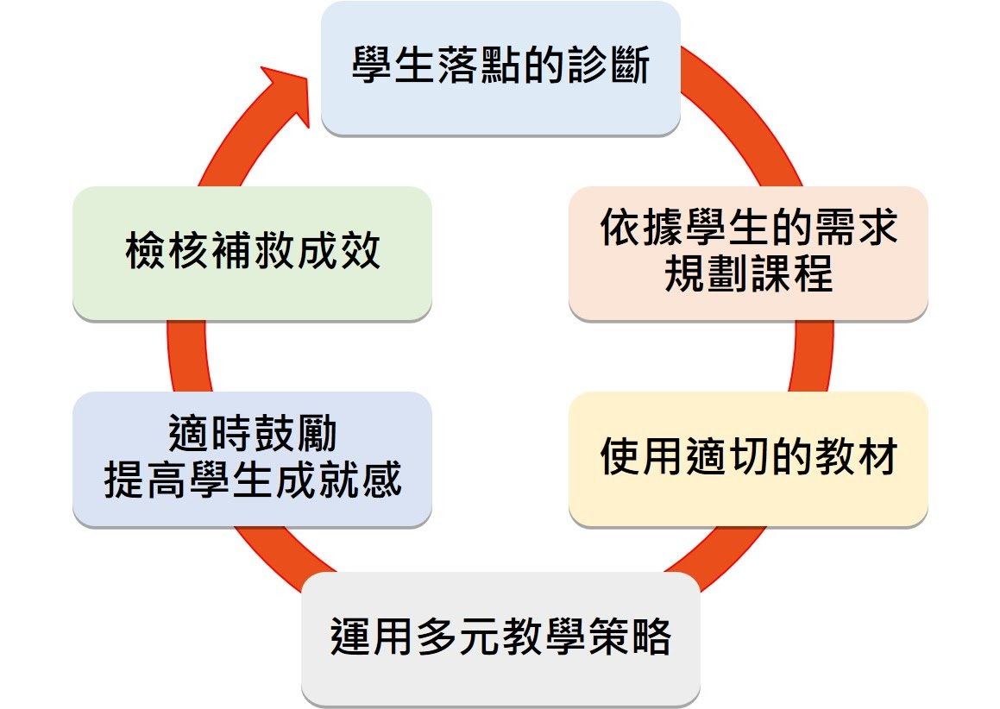 學生落點的診斷
依據學生的需求
規劃課程
使用適切的教材
運用多元教學策略
適時鼓勵
提高學生成就感
檢核補救成效